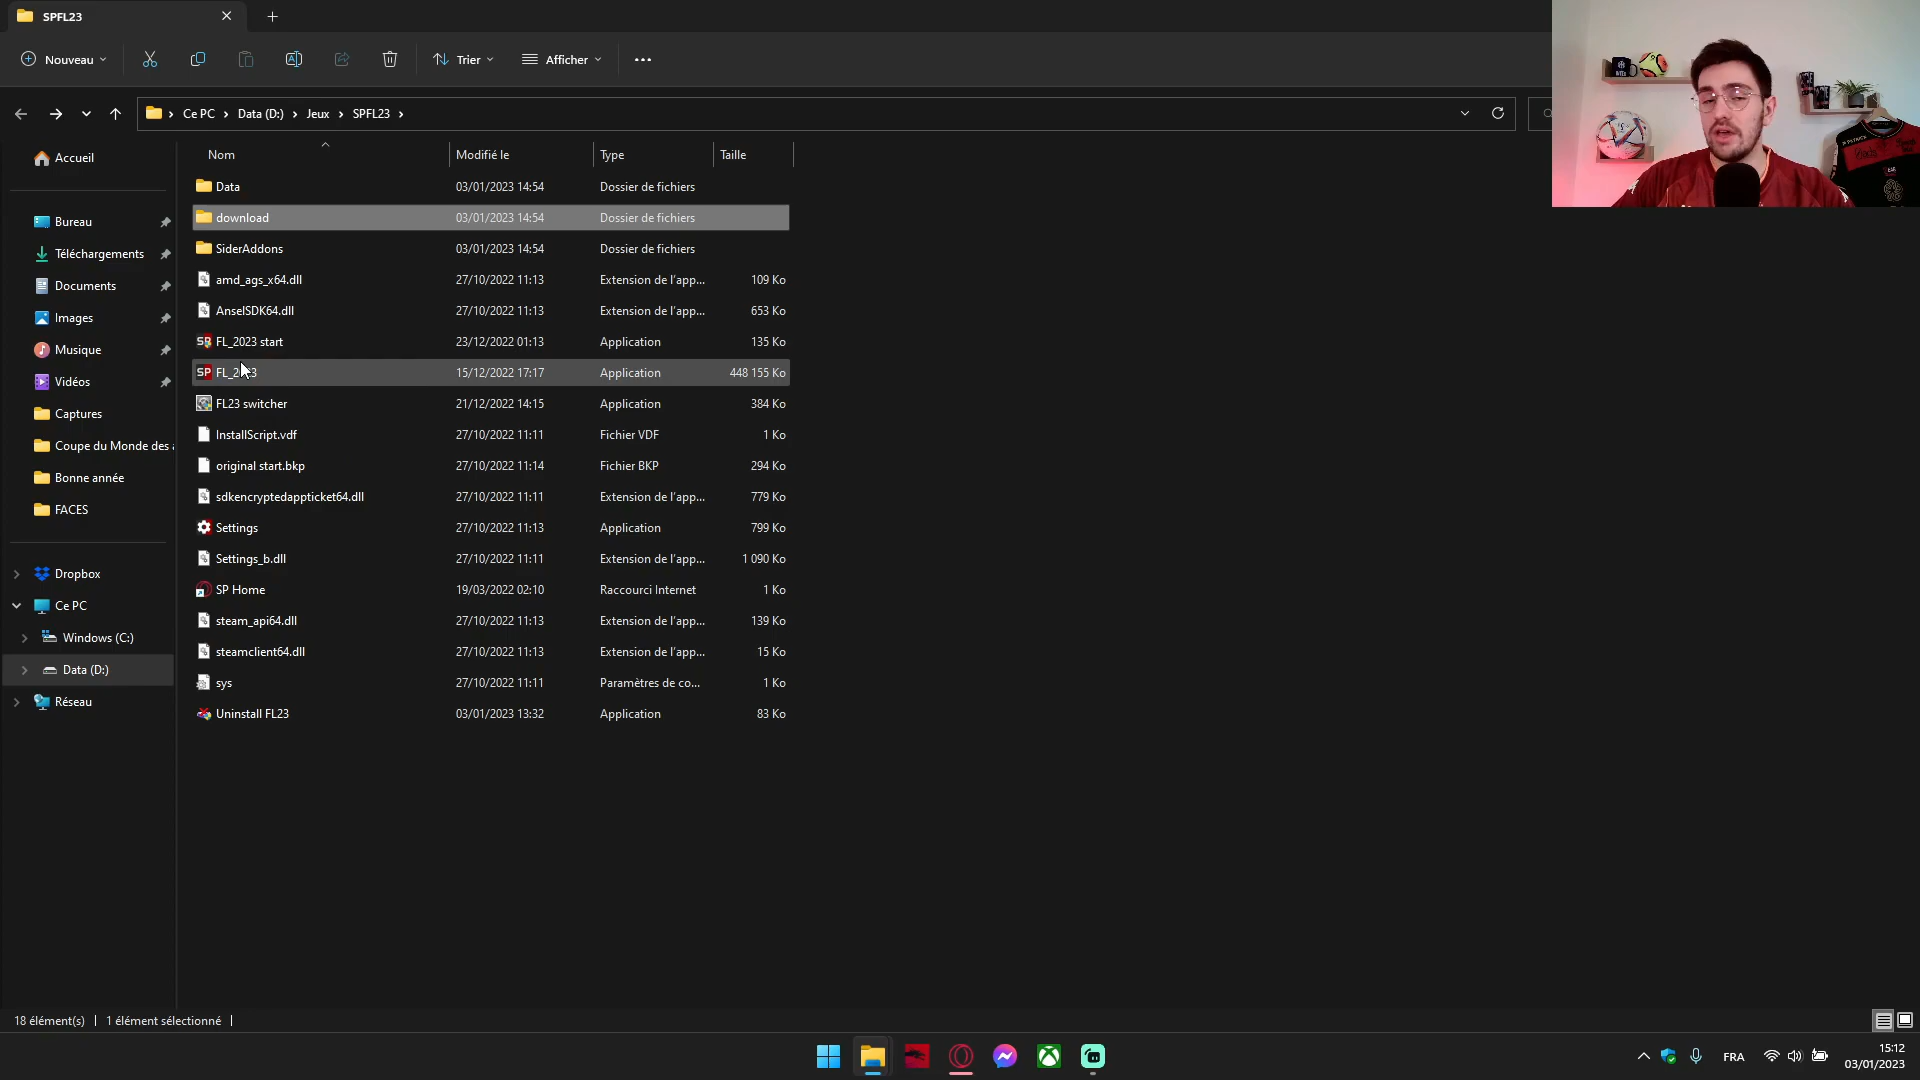 SPFL23
Nouveau
Trier
Afficher
Ce PC > Data (D:) > Jeux > SPFL23 >
Accueil
Bureau
Téléchargements
Documents
Images
Musique
Vidéos
Captures
Coupe du Monde des
Bonne année
FACES
Dropbox
Ce PC
Windows (C:)
Data (D:)
Réseau
Nom Modifié le Type Taille
Data 03/01/2023 14:54 Dossier de fichiers
download 03/01/2023 14:54 Dossier de fichiers
SiderAddons 03/01/2023 14:54 Dossier de fichiers
amd_ags_x64.dll 27/10/2022 11:13 Extension de l'app... 109 Ko
AnselSDK64.dll 27/10/2022 11:13 Extension de l'app... 653 Ko
FL_2023 start 23/12/2022 01:13 Application 135 Ko
SP FL_2023 15/12/2022 17:17 Application 448 155 Ko
FL23 switcher 21/12/2022 14:15 Application 384 Ko
InstallScript.vdf 27/10/2022 11:11 Fichier VDF 1 Ko
original start.bkp 27/10/2022 11:14 Fichier BKP 294 Ko
sdkencryptedappticket64.dll 27/10/2022 11:11 Extension de l'app... 779 Ko
Settings 27/10/2022 11:13 Application 799 Ko
Settings_b.dll 27/10/2022 11:11 Extension de l'app... 1 090 Ko
SP Home 19/03/2022 02:10 Raccourci Internet 1 Ko
steam_api64.dll 27/10/2022 11:13 Extension de l'app... 139 Ko
steamclient64.dll 27/10/2022 11:13 Extension de l'app... 15 Ko
sys 27/10/2022 11:11 Paramètres de co... 1 Ko
Uninstall FL23 03/01/2023 13:32 Application 83 Ko
18 élément(s) | 1 élément sélectionné |
FRA
15:12
03/01/2023